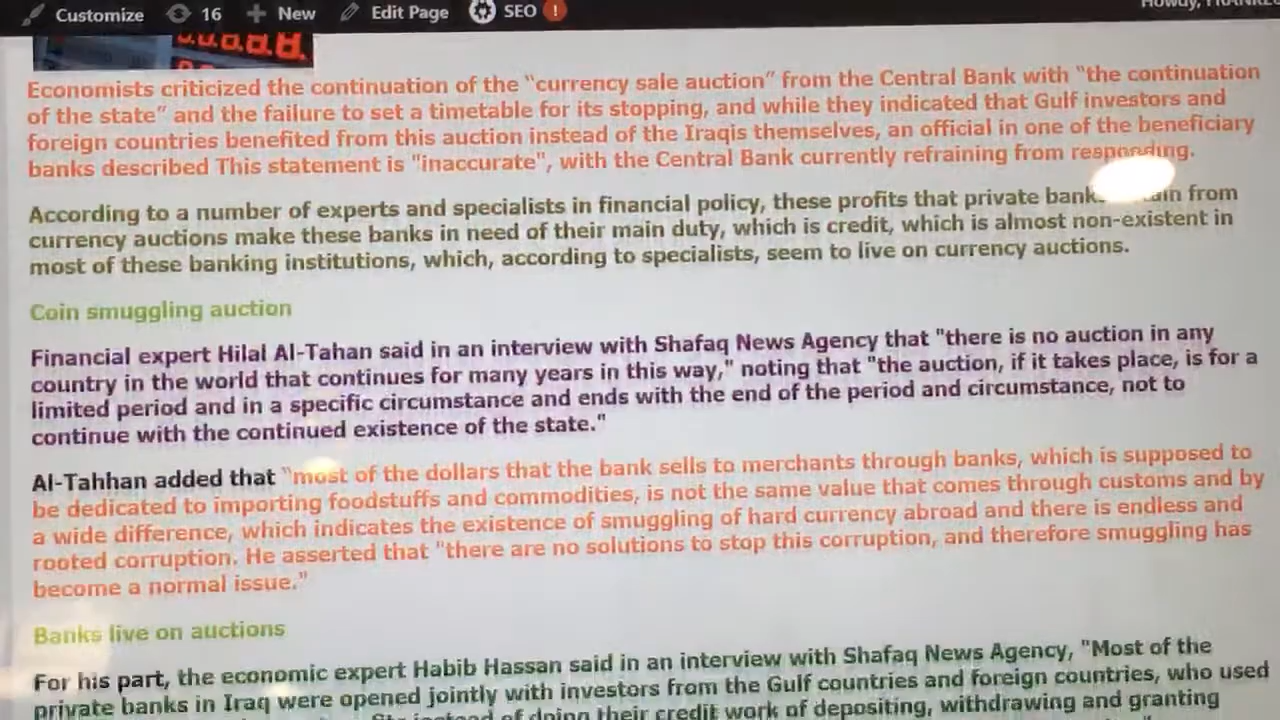 Customize 16 New Edit Page SEO !
Economists criticized the continuation of the "currency sale auction" from the Central Bank with "the continuation
of the state" and the failure to set a timetable for its stopping, and while they indicated that Gulf investors and
foreign countries benefited from this auction instead of the Iraqis themselves, an official in one of the beneficiary
banks described This statement is "inaccurate", with the Central Bank currently refraining from responding.
According to a number of experts and specialists in financial policy, these profits that private from
currency auctions make these banks in need of their main duty, which is credit, which is almost non-existent in
most of these banking institutions, which, according to specialists, seem to live on currency auctions.
Coin smuggling auction
Financial expert Hilal Al-Tahan said in an interview with Shafaq News Agency that "there is no auction in any
country in the world that continues for many years in this way," noting that "the auction, if it takes place, is for a
limited period and in a specific circumstance and ends with the end of the period and circumstance, not to
continue with the continued existence of the state."
Al-Tahhan added that "most of the dollars that the bank sells to merchants through banks, which is supposed to
be dedicated to importing foodstuffs and commodities, is not the same value that comes through customs and by
a wide difference, which indicates the existence of smuggling of hard currency abroad and there is endless and
rooted corruption. He asserted that "there are no solutions to stop this corruption, and therefore smuggling has
become a normal issue."
Banks live on auctions
For his part, the economic expert Habib Hassan said in an interview with Shafaq News Agency, "Most of the
private banks in Iraq were opened jointly with investors from the Gulf countries and foreign countries, who used
instead of doing their credit work of depositing, withdrawing and granting